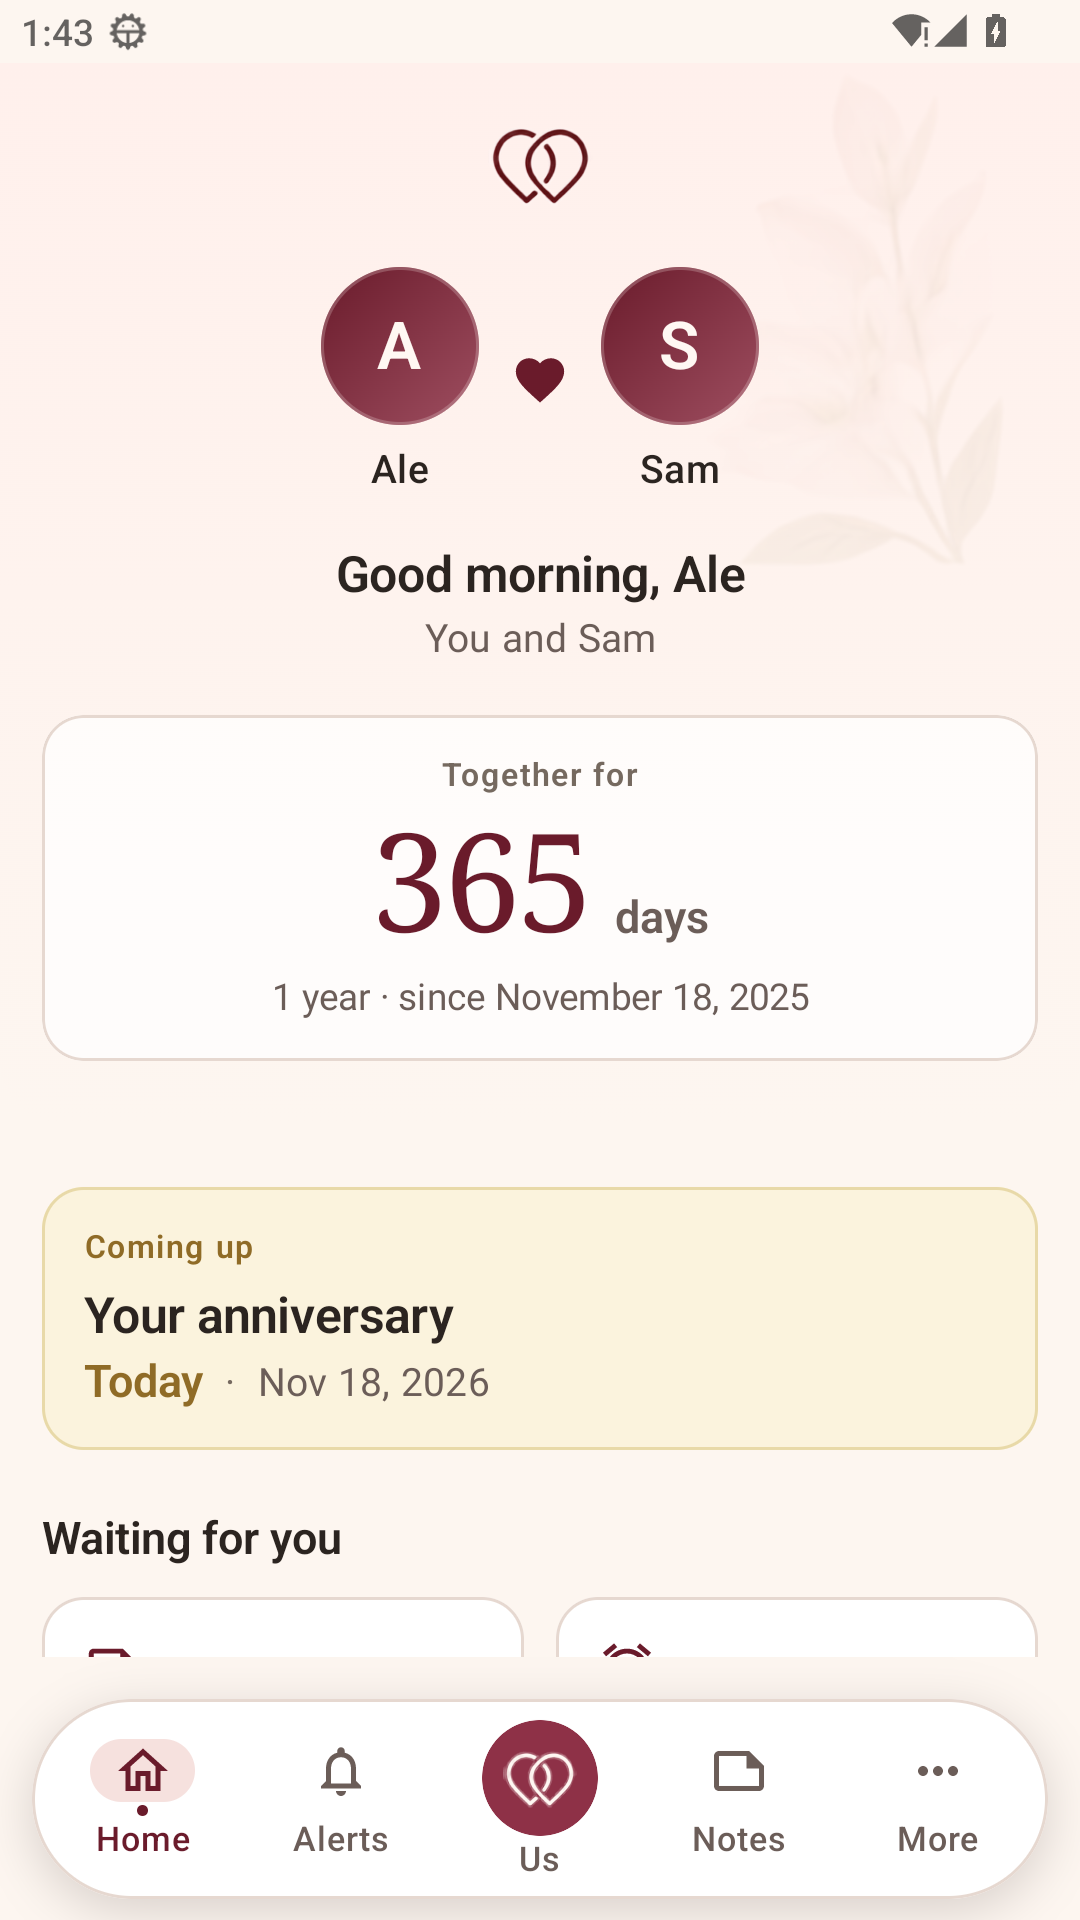 1:43
A
S
Ale
Sam
Good morning, Ale
You and Sam
Together for
365 days
1 year · since November 18, 2025
Coming up
Your anniversary
Today · Nov 18, 2026
Waiting for you
Home
Alerts
Us
Notes
More